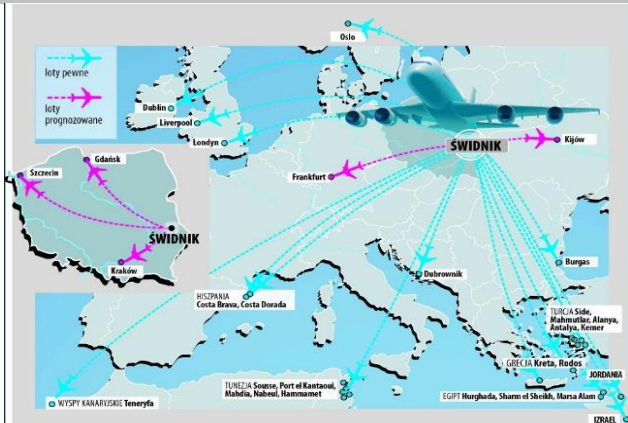 Oslo
loty pewne
loty
prognozowane
Dublin
Liverpool
Londyn
ŚWIDNIK
Kijów
Frankfurt
Gdańsk
Szczecin
ŚWIDNIK
Kraków
Burgas
Dubrownik
HISZPANIA
Costa Brava, Costa Dorada
TURCJA Side,
Mahmutlar, Alanya,
Antalya, Kemer
GRECJA Kreta, Rodos
JORDANIA
TUNEZJA Sousse, Port el Kantaoui,
Mahdia, Nabeul, Hammamet
WYSPY KANARYJSKIE Teneryfa
EGIPT Hurghada, Sharm el Sheikh, Marsa Alam
IZRAEL